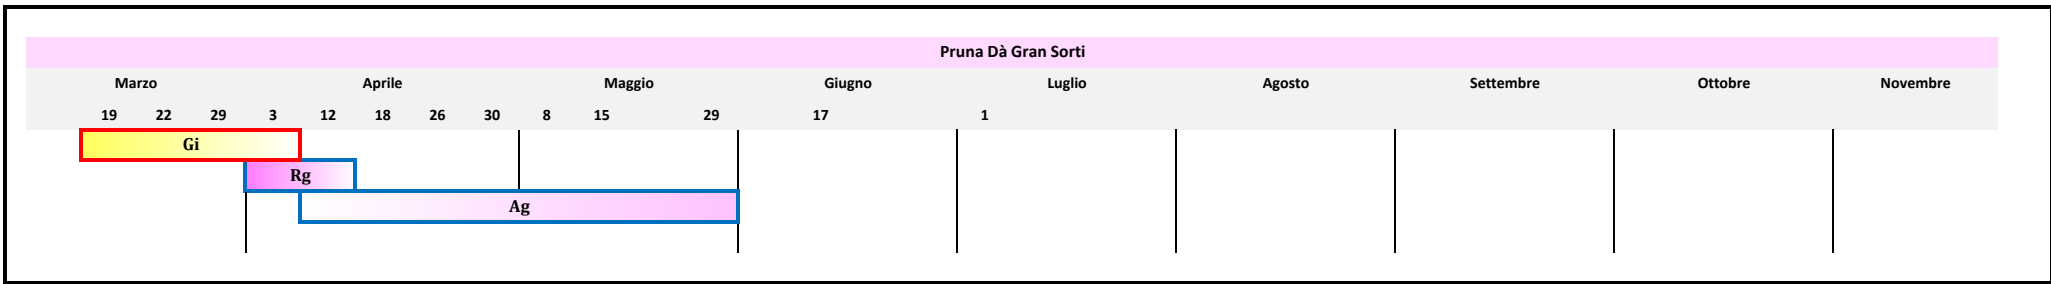 Pruna Dà Gran Sorti
Marzo Aprile Maggio Giugno Luglio Agosto Settembre Ottobre Novembre
19 22 29 3 12 18 26 30 8 15 29 17 1
Gi
Rg
Ag